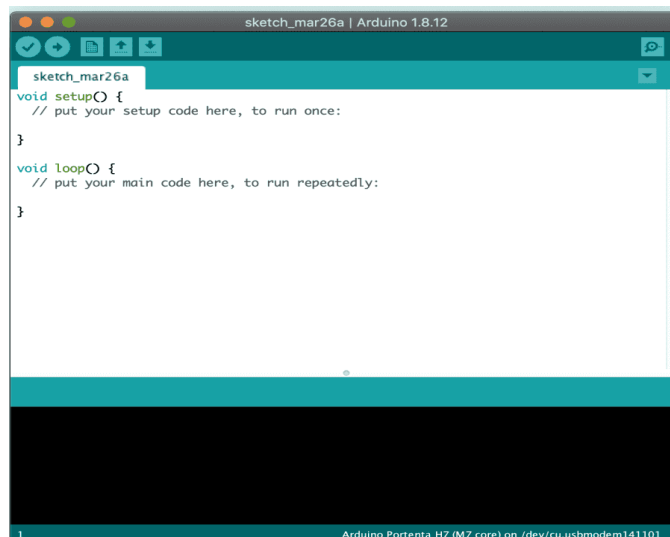 sketch_mar26a | Arduino 1.8.12
sketch_mar26a
void setup() {
  // put your setup code here, to run once:
}
void loop() {
  // put your main code here, to run repeatedly:
}
1 Arduino Portenta H7 (M7 core) on /dev/cu.usbmodem141101